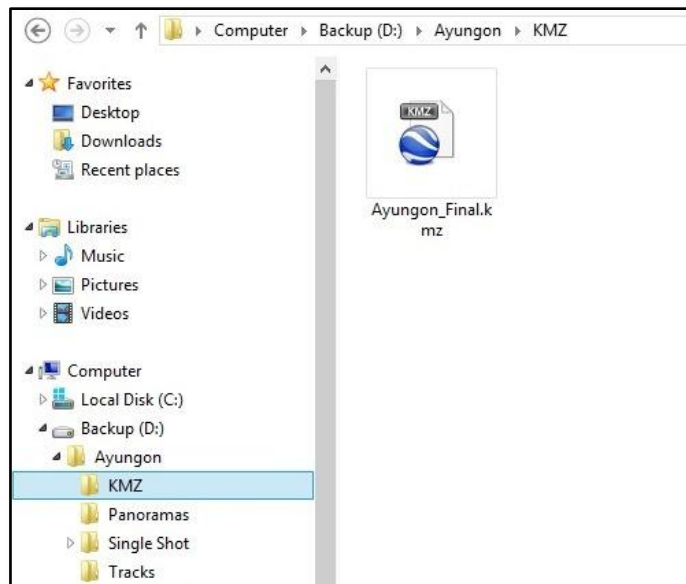 Computer Backup (D:) Ayungon KMZ
Favorites
Desktop
Downloads
Recent places
Libraries
Music
Pictures
Videos
Computer
Local Disk (C:)
Backup (D:)
Ayungon
KMZ
Panoramas
Single Shot
Tracks
KMZ
Ayungon_Final.k
mz